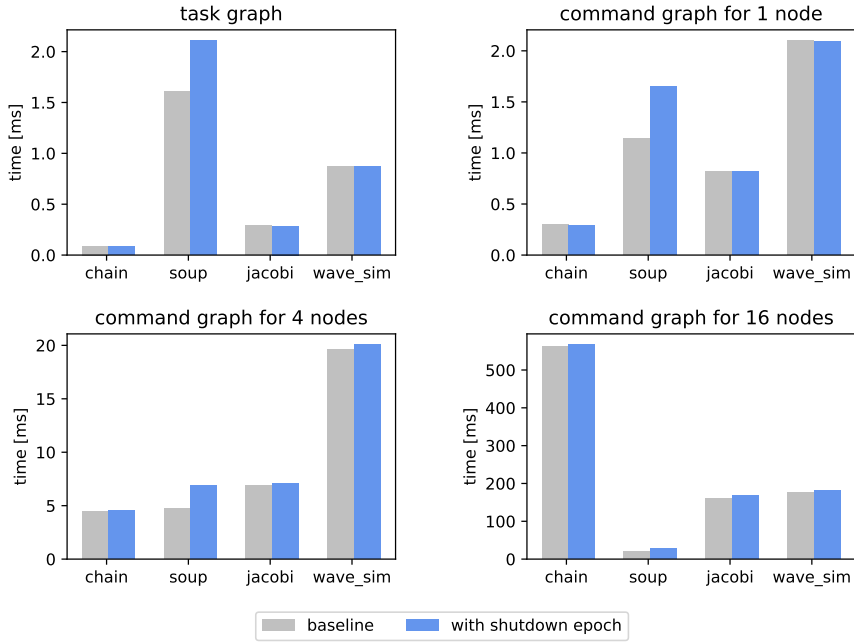 task graph
time [ms]
2.0
1.5
1.0
0.5
0.0
chain soup jacobi wave_sim
command graph for 1 node
time [ms]
2.0
1.5
1.0
0.5
0.0
chain soup jacobi wave_sim
command graph for 4 nodes
time [ms]
20
15
10
5
0
chain soup jacobi wave_sim
command graph for 16 nodes
time [ms]
500
400
300
200
100
0
chain soup jacobi wave_sim
baseline with shutdown epoch